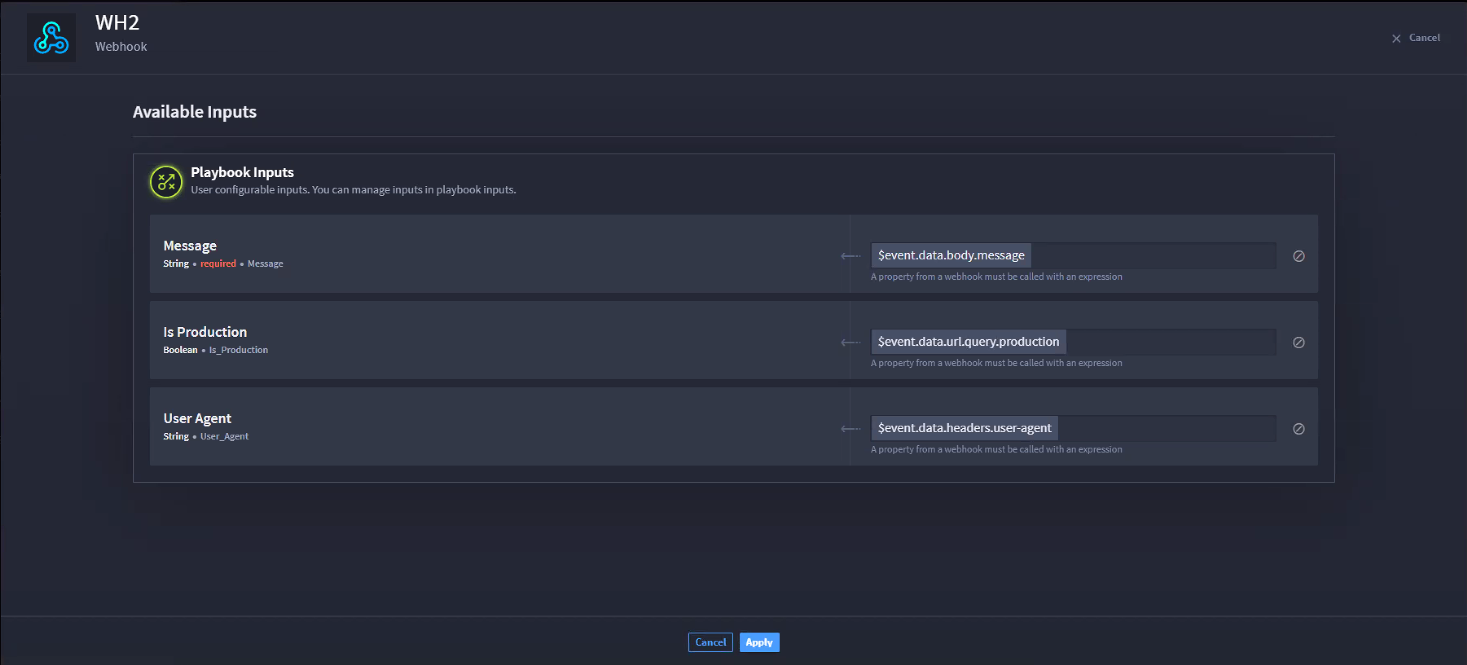 WH2
Webhook
Cancel
Available Inputs
Playbook Inputs
User configurable inputs. You can manage inputs in playbook inputs.
Message
String • required • Message
$event.data.body.message
A property from a webhook must be called with an expression
Is Production
Boolean • Is_Production
$event.data.url.query.production
A property from a webhook must be called with an expression
User Agent
String • User_Agent
$event.data.headers.user-agent
A property from a webhook must be called with an expression
Cancel
Apply